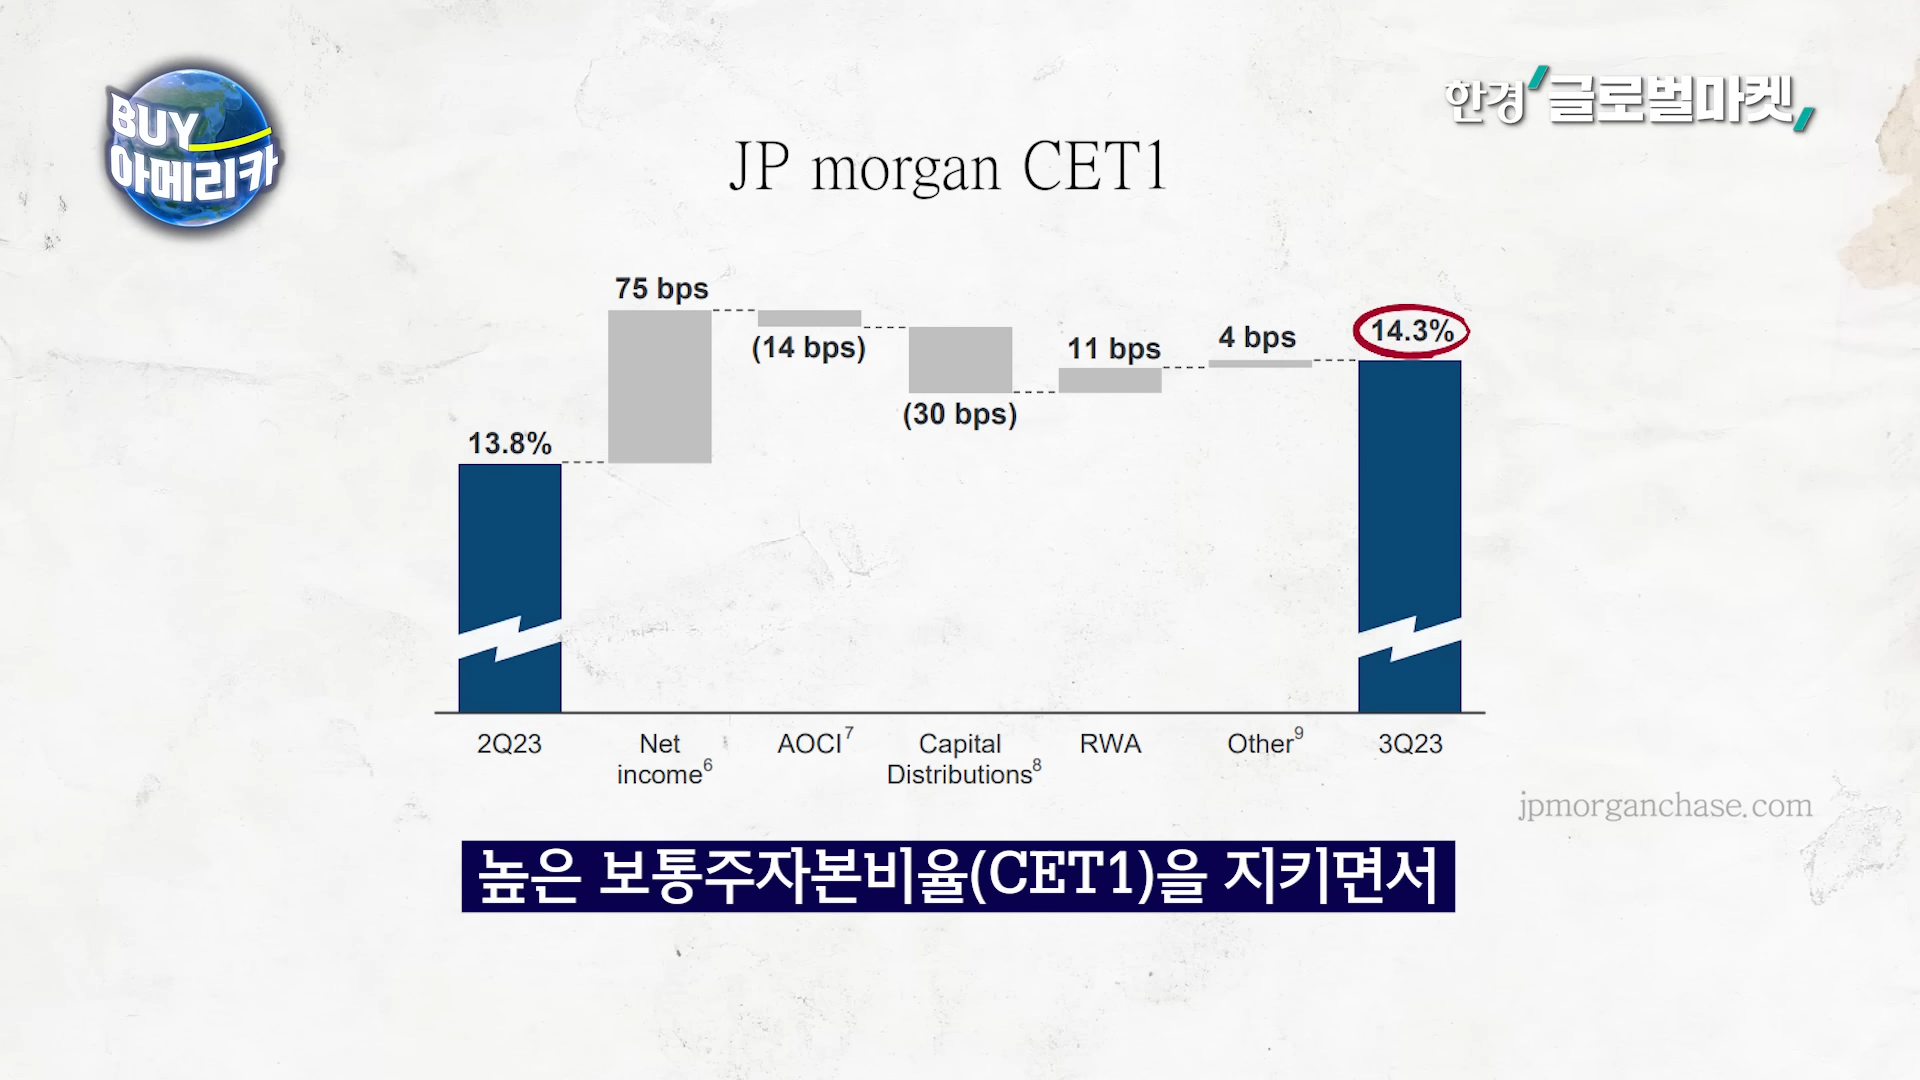 BUY
아메리카
한경 글로벌마켓
JP morgan CET1
75 bps
(14 bps)
(30 bps)
11 bps
4 bps
14.3%
13.8%
2Q23
Net income⁶
AOCI⁷
Capital Distributions⁸
RWA
Other⁹
3Q23
jpmorganchase.com
높은 보통주자본비율(CET1)을 지키면서